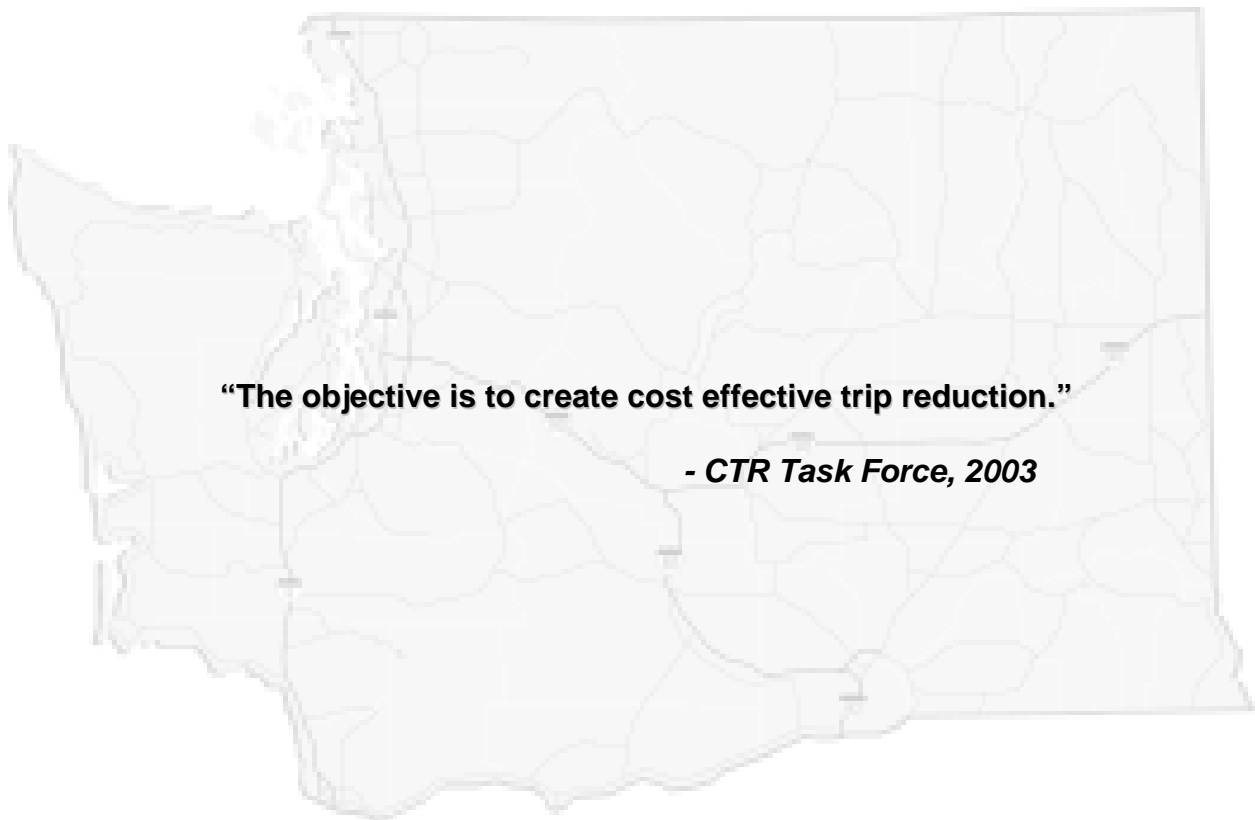 “The objective is to create cost effective trip reduction.”
- CTR Task Force, 2003